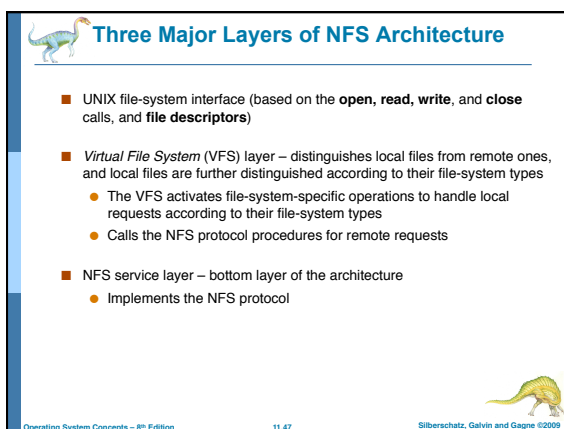 Three Major Layers of NFS Architecture
UNIX file-system interface (based on the open, read, write, and close
calls, and file descriptors)
Virtual File System (VFS) layer – distinguishes local files from remote ones,
and local files are further distinguished according to their file-system types
The VFS activates file-system-specific operations to handle local
requests according to their file-system types
Calls the NFS protocol procedures for remote requests
NFS service layer – bottom layer of the architecture
Implements the NFS protocol
Operating System Concepts – 8th Edition
11.47
Silberschatz, Galvin and Gagne ©2009